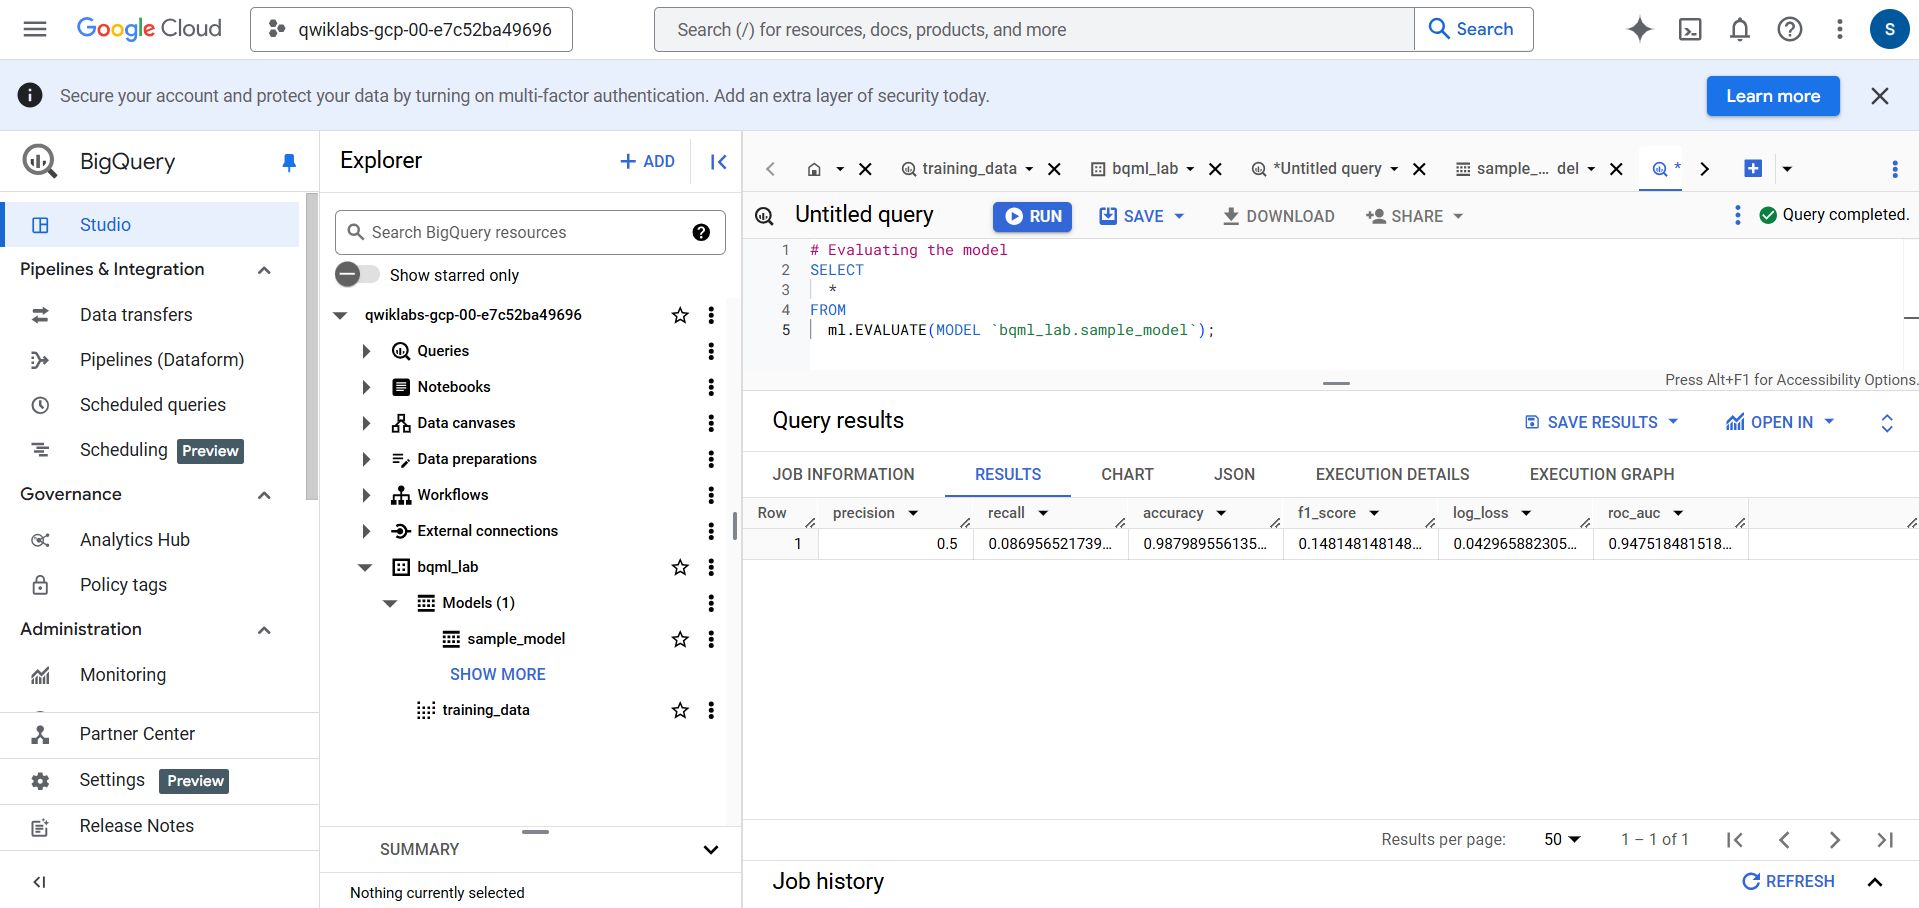 Google Cloud
qwiklabs-gcp-00-e7c52ba49696
Search (/) for resources, docs, products, and more
Search
S
Secure your account and protect your data by turning on multi-factor authentication. Add an extra layer of security today.
Learn more
BigQuery
Studio
Pipelines & Integration
Data transfers
Pipelines (Dataform)
Scheduled queries
Scheduling Preview
Governance
Analytics Hub
Policy tags
Administration
Monitoring
Partner Center
Settings Preview
Release Notes
Explorer
+ ADD
Search BigQuery resources
Show starred only
qwiklabs-gcp-00-e7c52ba49696
Queries
Notebooks
Data canvases
Data preparations
Workflows
External connections
bqml_lab
Models (1)
sample_model
SHOW MORE
training_data
SUMMARY
Nothing currently selected
training_data
bqml_lab
*Untitled query
sample_... del
*
Untitled query
RUN
SAVE
DOWNLOAD
SHARE
Query completed.
1 # Evaluating the model
2 SELECT
3 *
4 FROM
5 ml.EVALUATE(MODEL `bqml_lab.sample_model`);
Press Alt+F1 for Accessibility Options.
Query results
SAVE RESULTS
OPEN IN
JOB INFORMATION
RESULTS
CHART
JSON
EXECUTION DETAILS
EXECUTION GRAPH
Row precision recall accuracy f1_score log_loss roc_auc
1 0.5 0.086956521739... 0.987989556135... 0.148148148148... 0.042965882305... 0.947518481518...
Results per page: 50 1 – 1 of 1
Job history
REFRESH